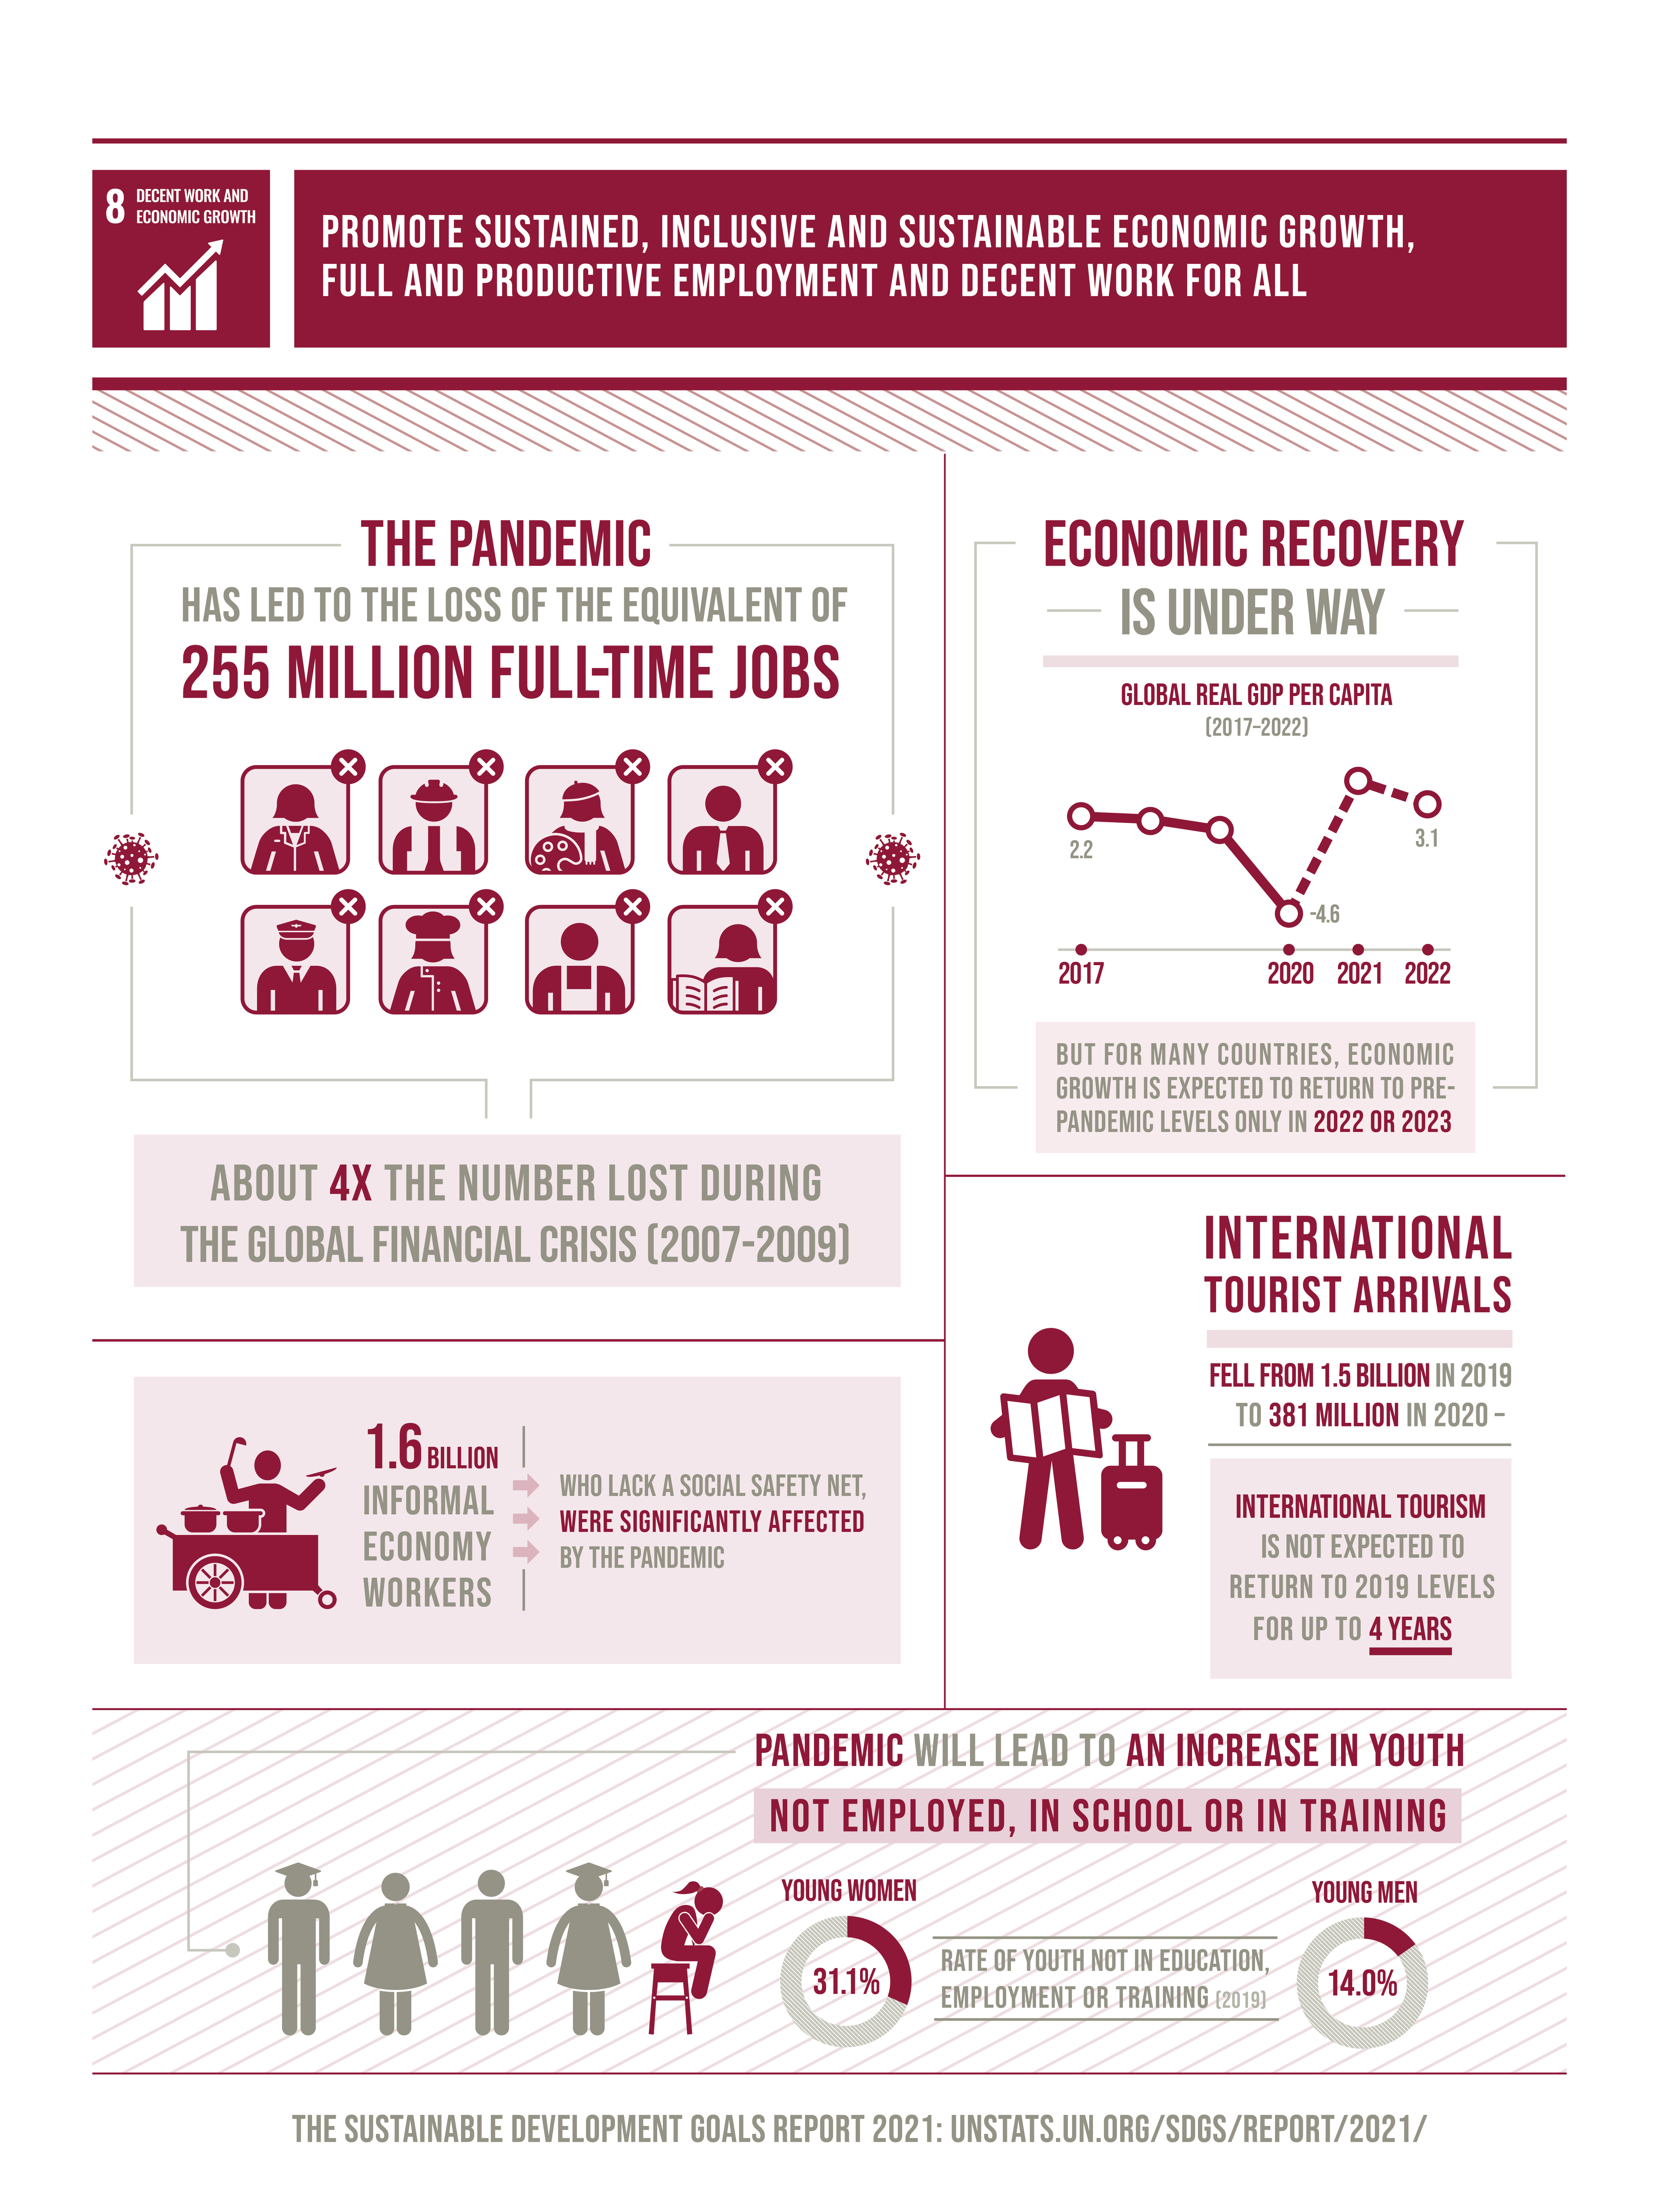 8 DECENT WORK AND
ECONOMIC GROWTH
PROMOTE SUSTAINED, INCLUSIVE AND SUSTAINABLE ECONOMIC GROWTH,
FULL AND PRODUCTIVE EMPLOYMENT AND DECENT WORK FOR ALL
THE PANDEMIC
HAS LED TO THE LOSS OF THE EQUIVALENT OF
255 MILLION FULL-TIME JOBS
ABOUT 4X THE NUMBER LOST DURING
THE GLOBAL FINANCIAL CRISIS (2007-2009)
1.6 BILLION
INFORMAL
ECONOMY
WORKERS
WHO LACK A SOCIAL SAFETY NET,
WERE SIGNIFICANTLY AFFECTED
BY THE PANDEMIC
ECONOMIC RECOVERY
IS UNDER WAY
GLOBAL REAL GDP PER CAPITA
(2017–2022)
2.2
-4.6
3.1
2017 2020 2021 2022
BUT FOR MANY COUNTRIES, ECONOMIC
GROWTH IS EXPECTED TO RETURN TO PRE-
PANDEMIC LEVELS ONLY IN 2022 OR 2023
INTERNATIONAL
TOURIST ARRIVALS
FELL FROM 1.5 BILLION IN 2019
TO 381 MILLION IN 2020 –
INTERNATIONAL TOURISM
IS NOT EXPECTED TO
RETURN TO 2019 LEVELS
FOR UP TO 4 YEARS
PANDEMIC WILL LEAD TO AN INCREASE IN YOUTH
NOT EMPLOYED, IN SCHOOL OR IN TRAINING
YOUNG WOMEN
31.1%
RATE OF YOUTH NOT IN EDUCATION,
EMPLOYMENT OR TRAINING (2019)
YOUNG MEN
14.0%
THE SUSTAINABLE DEVELOPMENT GOALS REPORT 2021: UNSTATS.UN.ORG/SDGS/REPORT/2021/